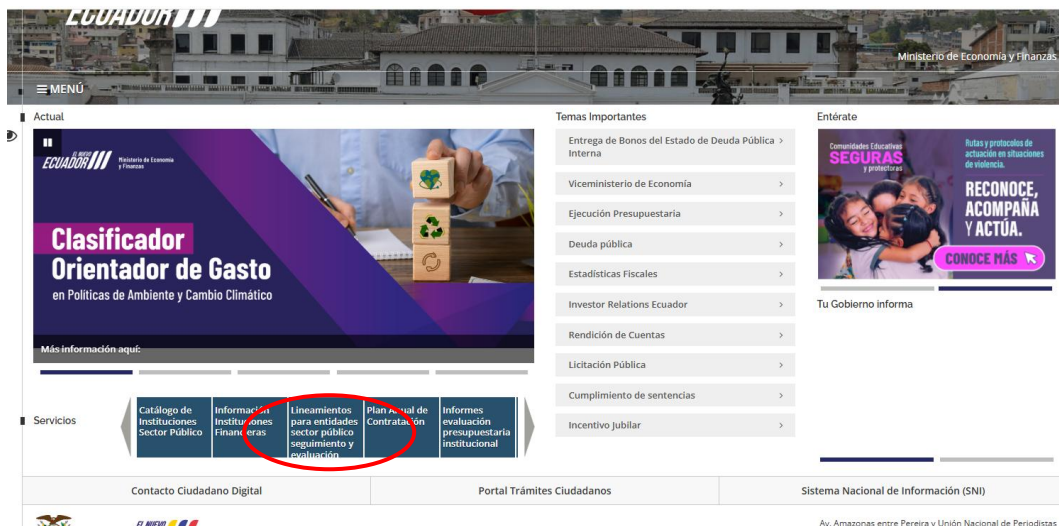 ECUADOR
Ministerio de Economía y Finanzas
MENÚ
Actual
EL NUEVO
ECUADOR
Ministerio de Economía
y Finanzas
Clasificador
Orientador de Gasto
en Políticas de Ambiente y Cambio Climático
Más información aquí:
Temas Importantes
Entrega de Bonos del Estado de Deuda Pública
Interna
Viceministerio de Economía
Ejecución Presupuestaria
Deuda pública
Estadísticas Fiscales
Investor Relations Ecuador
Rendición de Cuentas
Licitación Pública
Cumplimiento de sentencias
Incentivo Jubilar
Entérate
Comunidades Educativas
SEGURAS
y protectoras
Rutas y protocolos de
actuación en situaciones
de violencia.
RECONOCE,
ACOMPAÑA
Y ACTÚA.
CONOCE MÁS
Tu Gobierno informa
Servicios
Catálogo de
Instituciones
Sector Público
Información
Instituciones
Financieras
Lineamientos
para entidades
sector público
seguimiento y
evaluación
Plan Anual de
Contratación
Informes
evaluación
presupuestaria
institucional
Contacto Ciudadano Digital
Portal Trámites Ciudadanos
Sistema Nacional de Información (SNI)
EL NUEVO
Av. Amazonas entre Pereira y Unión Nacional de Periodistas